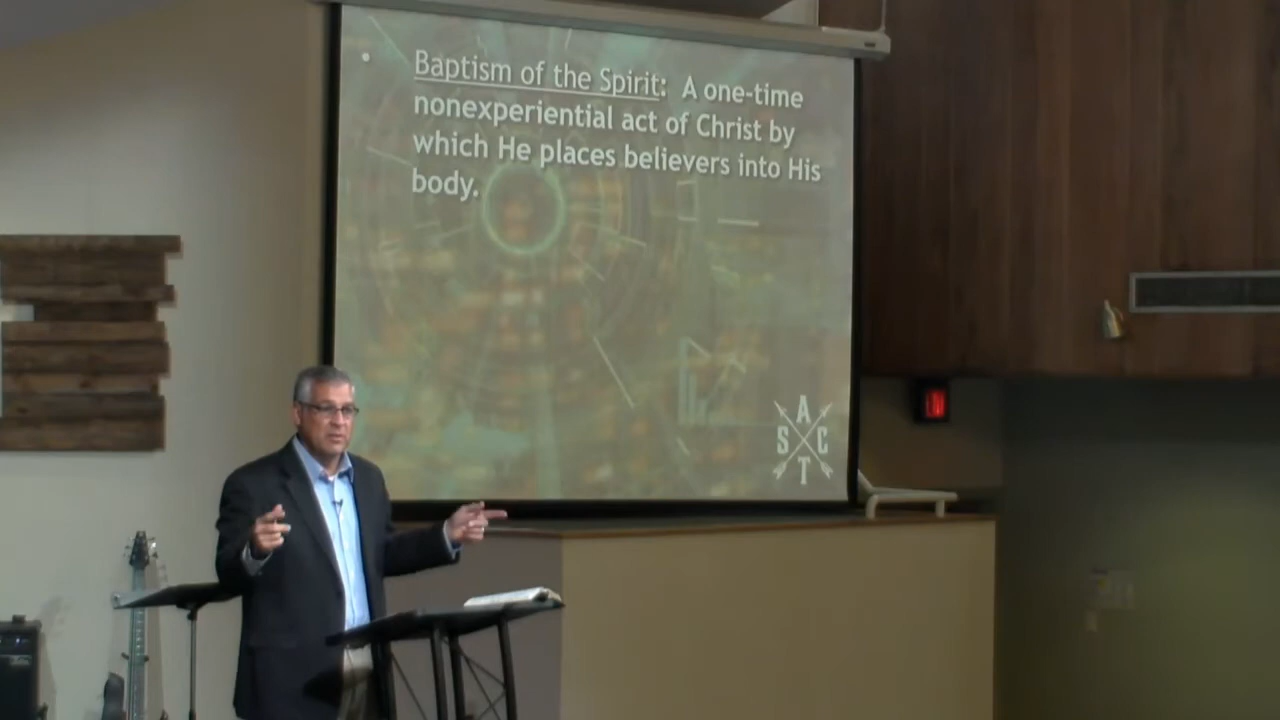 • Baptism of the Spirit: A one-time
nonexperiential act of Christ by
which He places believers into His
body.
A
S C
T